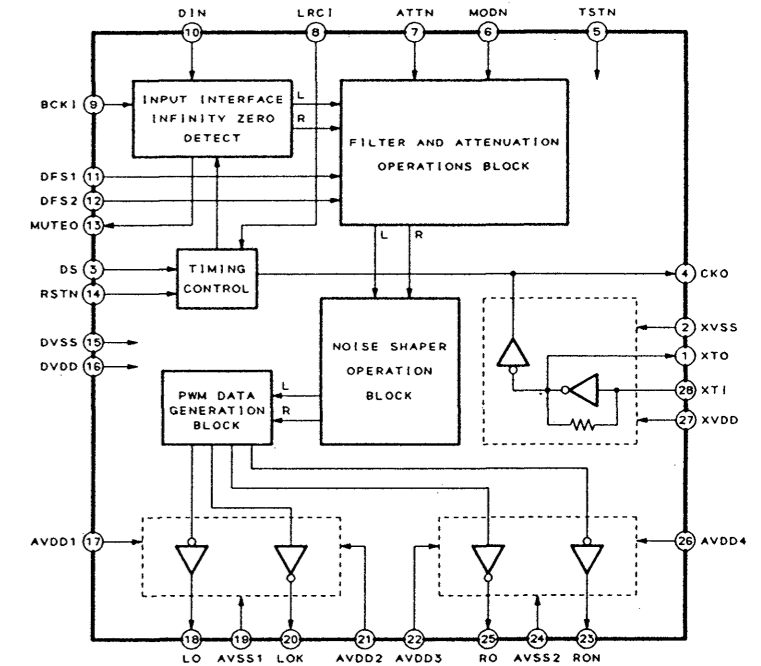 DIN LRCI ATTN MODN TSTN
10 8 7 6 5
BCKI 9
INPUT INTERFACE
INFINITY ZERO
DETECT
L
R
FILTER AND ATTENUATION
OPERATIONS BLOCK
DFS1 11
DFS2 12
MUTEO 13
L R
DS 3
RSTN 14
TIMING
CONTROL
4 CKO
DVSS 15
DVDD 16
NOISE SHAPER
OPERATION
BLOCK
2 XVSS
1 XTO
28 XTI
27 XVDD
PWM DATA
GENERATION
BLOCK
L
R
AVDD1 17
26 AVDD4
18 19 20 21 22 25 24 23
LO AVSS1 LOK AVDD2 AVDD3 RO AVSS2 RON